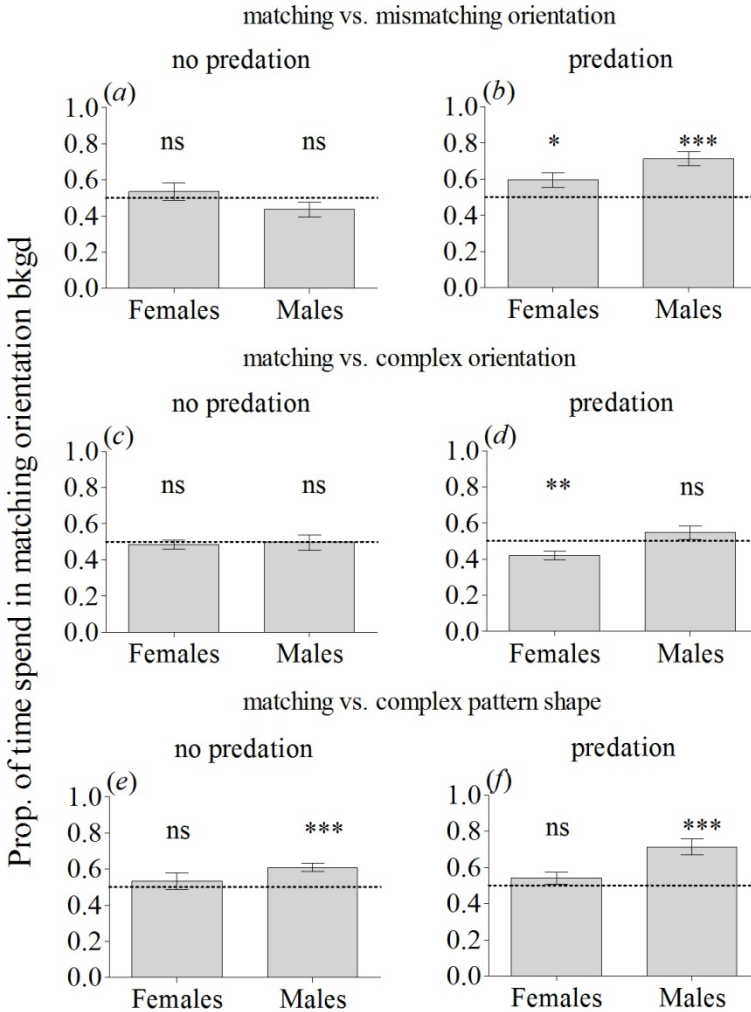 matching vs. mismatching orientation
no predation
predation
Prop. of time spend in matching orientation bkgd
(a)
1.0
0.8
0.6
0.4
0.2
0.0
ns
ns
Females Males
(b)
1.0
0.8
0.6
0.4
0.2
0.0
*
***
Females Males
matching vs. complex orientation
no predation
predation
(c)
1.0
0.8
0.6
0.4
0.2
0.0
ns
ns
Females Males
(d)
1.0
0.8
0.6
0.4
0.2
0.0
**
ns
Females Males
matching vs. complex pattern shape
no predation
predation
(e)
1.0
0.8
0.6
0.4
0.2
0.0
ns
***
Females Males
(f)
1.0
0.8
0.6
0.4
0.2
0.0
ns
***
Females Males